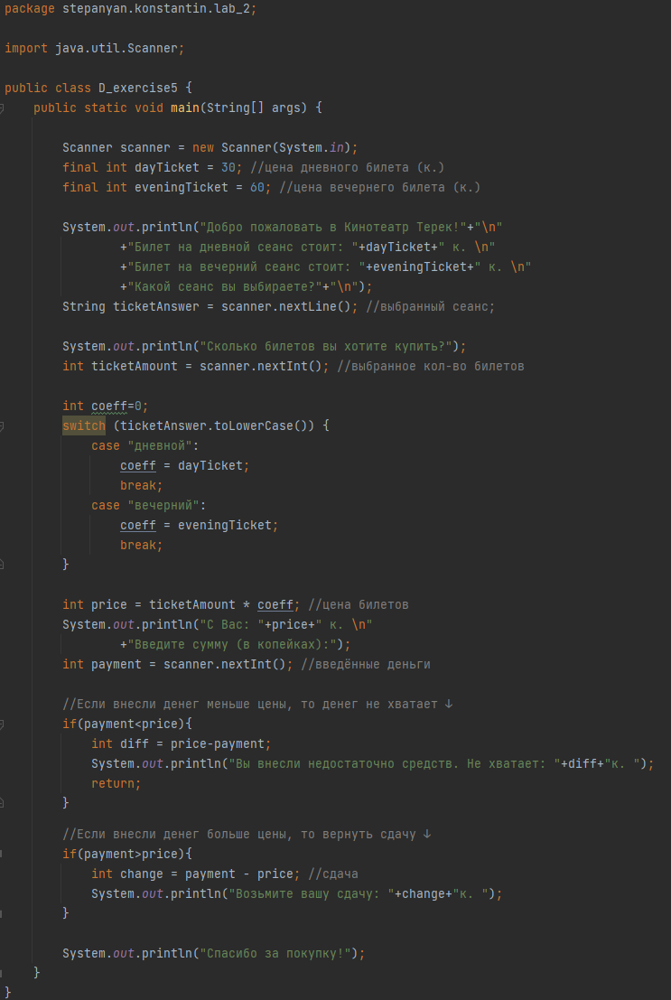 package stepanyan.konstantin.lab_2;
import java.util.Scanner;
public class D_exercise5 {
public static void main(String[] args) {
Scanner scanner = new Scanner(System.in);
final int dayTicket = 30; //цена дневного билета (к.)
final int eveningTicket = 60; //цена вечернего билета (к.)
System.out.println("Добро пожаловать в Кинотеатр Терек!"+"\n"
+"Билет на дневной сеанс стоит: "+dayTicket+" к. \n"
+"Билет на вечерний сеанс стоит: "+eveningTicket+" к. \n"
+"Какой сеанс вы выбираете?"+"\n");
String ticketAnswer = scanner.nextLine(); //выбранный сеанс;
System.out.println("Сколько билетов вы хотите купить?");
int ticketAmount = scanner.nextInt(); //выбранное кол-во билетов
int coeff=0;
switch (ticketAnswer.toLowerCase()) {
case "дневной":
coeff = dayTicket;
break;
case "вечерний":
coeff = eveningTicket;
break;
}
int price = ticketAmount * coeff; //цена билетов
System.out.println("С Вас: "+price+" к. \n"
+"Введите сумму (в копейках):");
int payment = scanner.nextInt(); //введённые деньги
//Если внесли денег меньше цены, то денег не хватает ↓
if(payment<price){
int diff = price-payment;
System.out.println("Вы внесли недостаточно средств. Не хватает: "+diff+"к. ");
return;
}
//Если внесли денег больше цены, то вернуть сдачу ↓
if(payment>price){
int change = payment - price; //сдача
System.out.println("Возьмите вашу сдачу: "+change+"к. ");
}
System.out.println("Спасибо за покупку!");
}
}